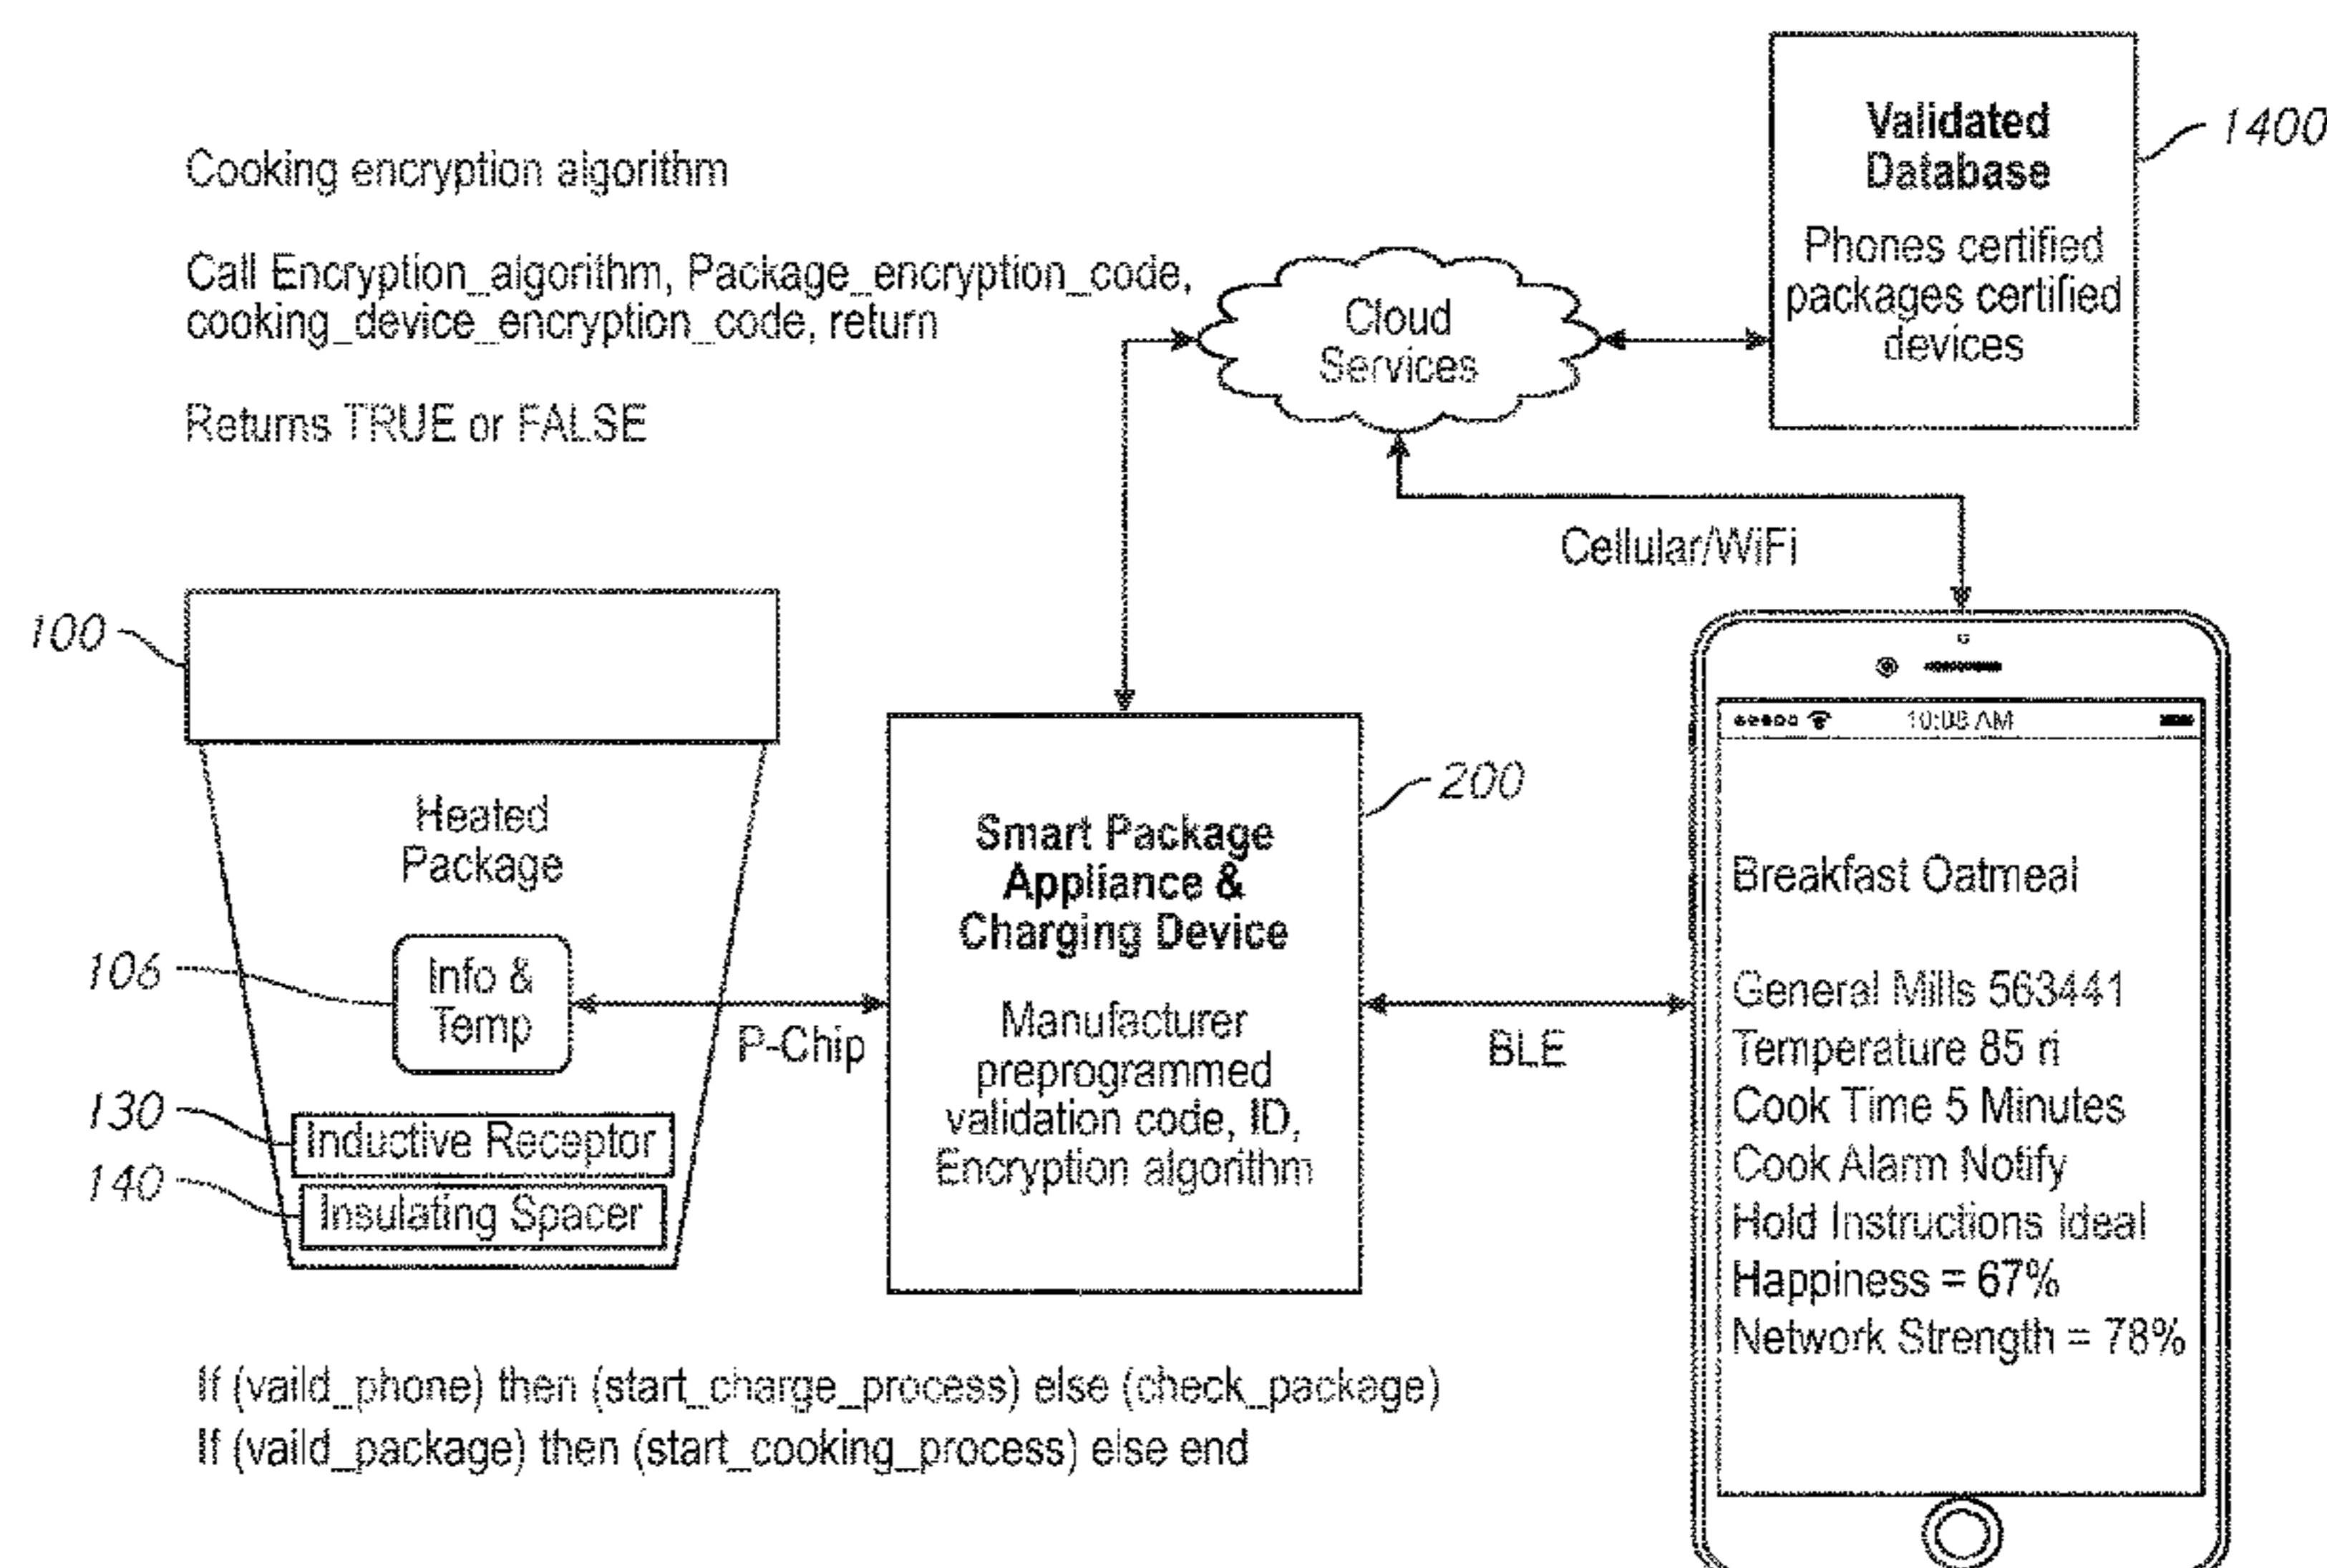 Cooking encryption algorithm
Call Encryption_algorithm, Package_encryption_code,
cooking_device_encryption_code, return
Returns TRUE or FALSE
Validated
Database
Phones certified
packages certified
devices
1400
Cloud
Services
Cellular/WiFi
100
Heated
Package
106
Info &
Temp
P-Chip
130
Inductive Receptor
140
Insulating Spacer
200
Smart Package
Appliance &
Charging Device
Manufacturer
preprogrammed
validation code, ID,
Encryption algorithm
BLE
10:08 AM
Breakfast Oatmeal
General Mills 563441
Temperature 85 ri
Cook Time 5 Minutes
Cook Alarm Notify
Hold Instructions Ideal
Happiness = 67%
Network Strength = 78%
If (vaild_phone) then (start_charge_process) else (check_package)
If (vaild_package) then (start_cooking_process) else end